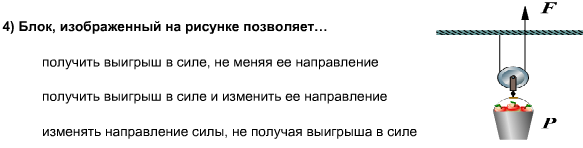 F
4) Блок, изображенный на рисунке позволяет…
получить выигрыш в силе, не меняя ее направление
получить выигрыш в силе и изменить ее направление
изменять направление силы, не получая выигрыша в силе
P